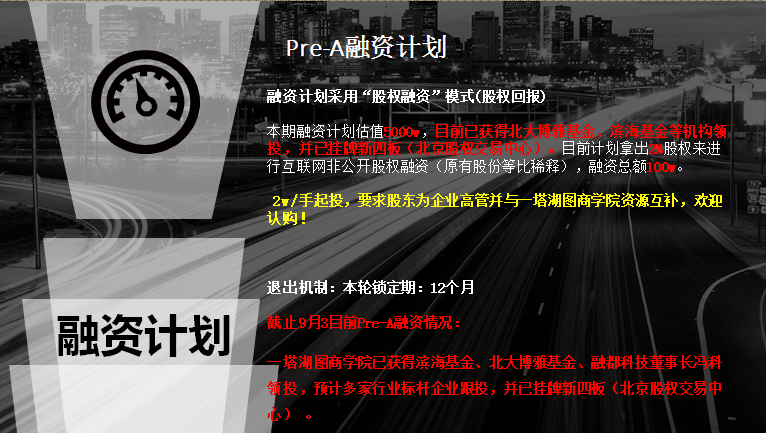 Pre-A融资计划
融资计划采用“股权融资”模式(股权回报)
本期融资计划估值5000w，目前已获得北大博雅基金、滨海基金等机构领
投，并已挂牌新四板（北京股权交易中心）。目前计划拿出2%股权来进
行互联网非公开股权融资（原有股份等比稀释），融资总额100w。
2w/手起投，要求股东为企业高管并与一塔湖图商学院资源互补，欢迎
认购！
退出机制：本轮锁定期：12个月
融资计划
截止9月3目前Pre-A融资情况：
一塔湖图商学院已获得滨海基金、北大博雅基金、融都科技董事长冯科
领投，预计多家行业标杆企业跟投，并已挂牌新四板（北京股权交易中
心） 。